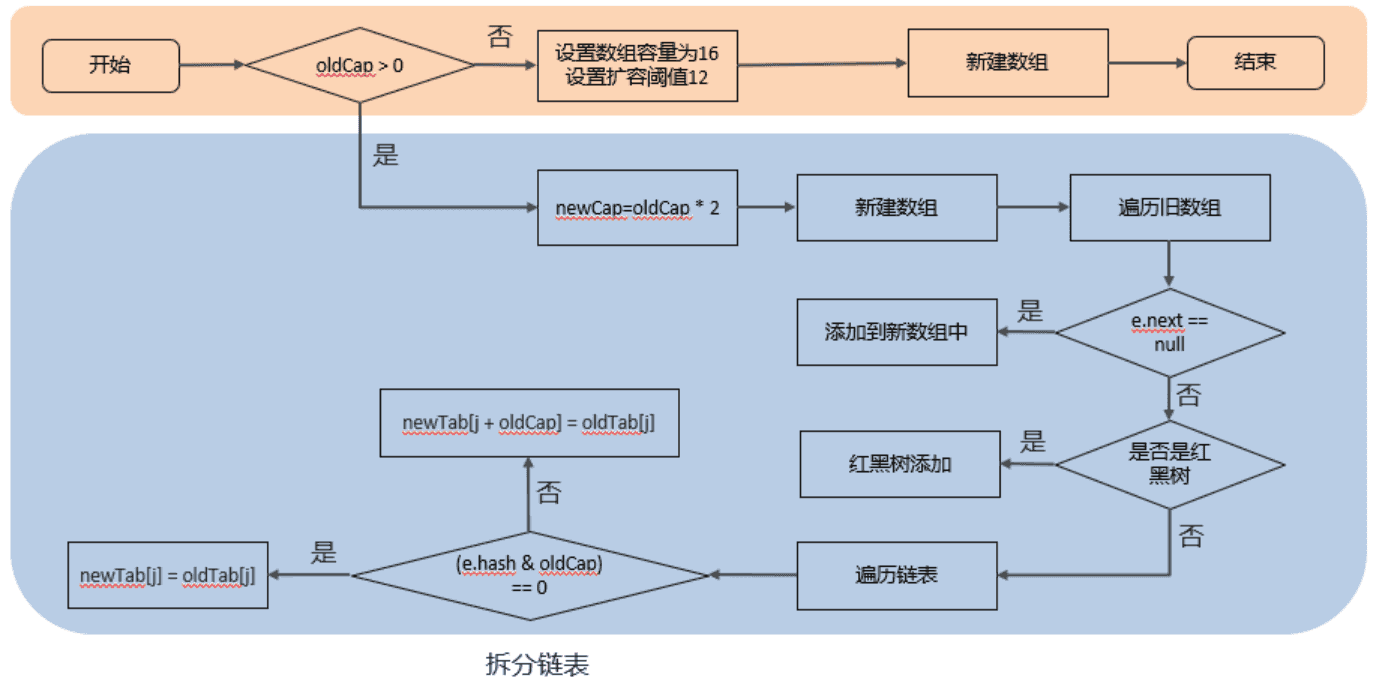 开始
oldCap > 0
否
设置数组容量为16
设置扩容阈值12
新建数组
结束
是
newCap=oldCap * 2
新建数组
遍历旧数组
添加到新数组中
是
e.next ==
null
否
newTab[j + oldCap] = oldTab[j]
红黑树添加
是
是否是红
黑树
否
否
newTab[j] = oldTab[j]
是
(e.hash & oldCap)
== 0
遍历链表
拆分链表